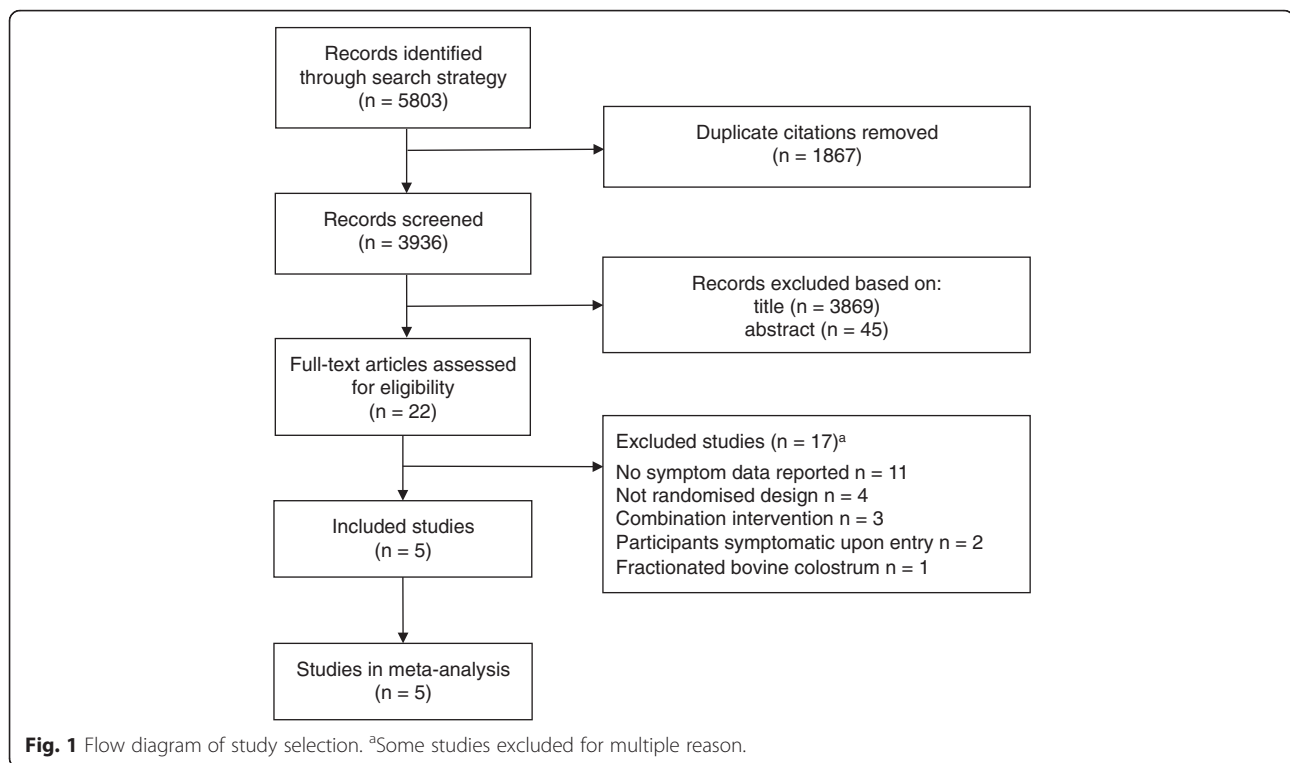 Records identified
through search strategy
(n = 5803)
Duplicate citations removed
(n = 1867)
Records screened
(n = 3936)
Records excluded based on:
title (n = 3869)
abstract (n = 45)
Full-text articles assessed
for eligibility
(n = 22)
Excluded studies (n = 17)ᵃ
No symptom data reported n = 11
Not randomised design n = 4
Combination intervention n = 3
Participants symptomatic upon entry n = 2
Fractionated bovine colostrum n = 1
Included studies
(n = 5)
Studies in meta-analysis
(n = 5)
Fig. 1 Flow diagram of study selection. ᵃSome studies excluded for multiple reason.